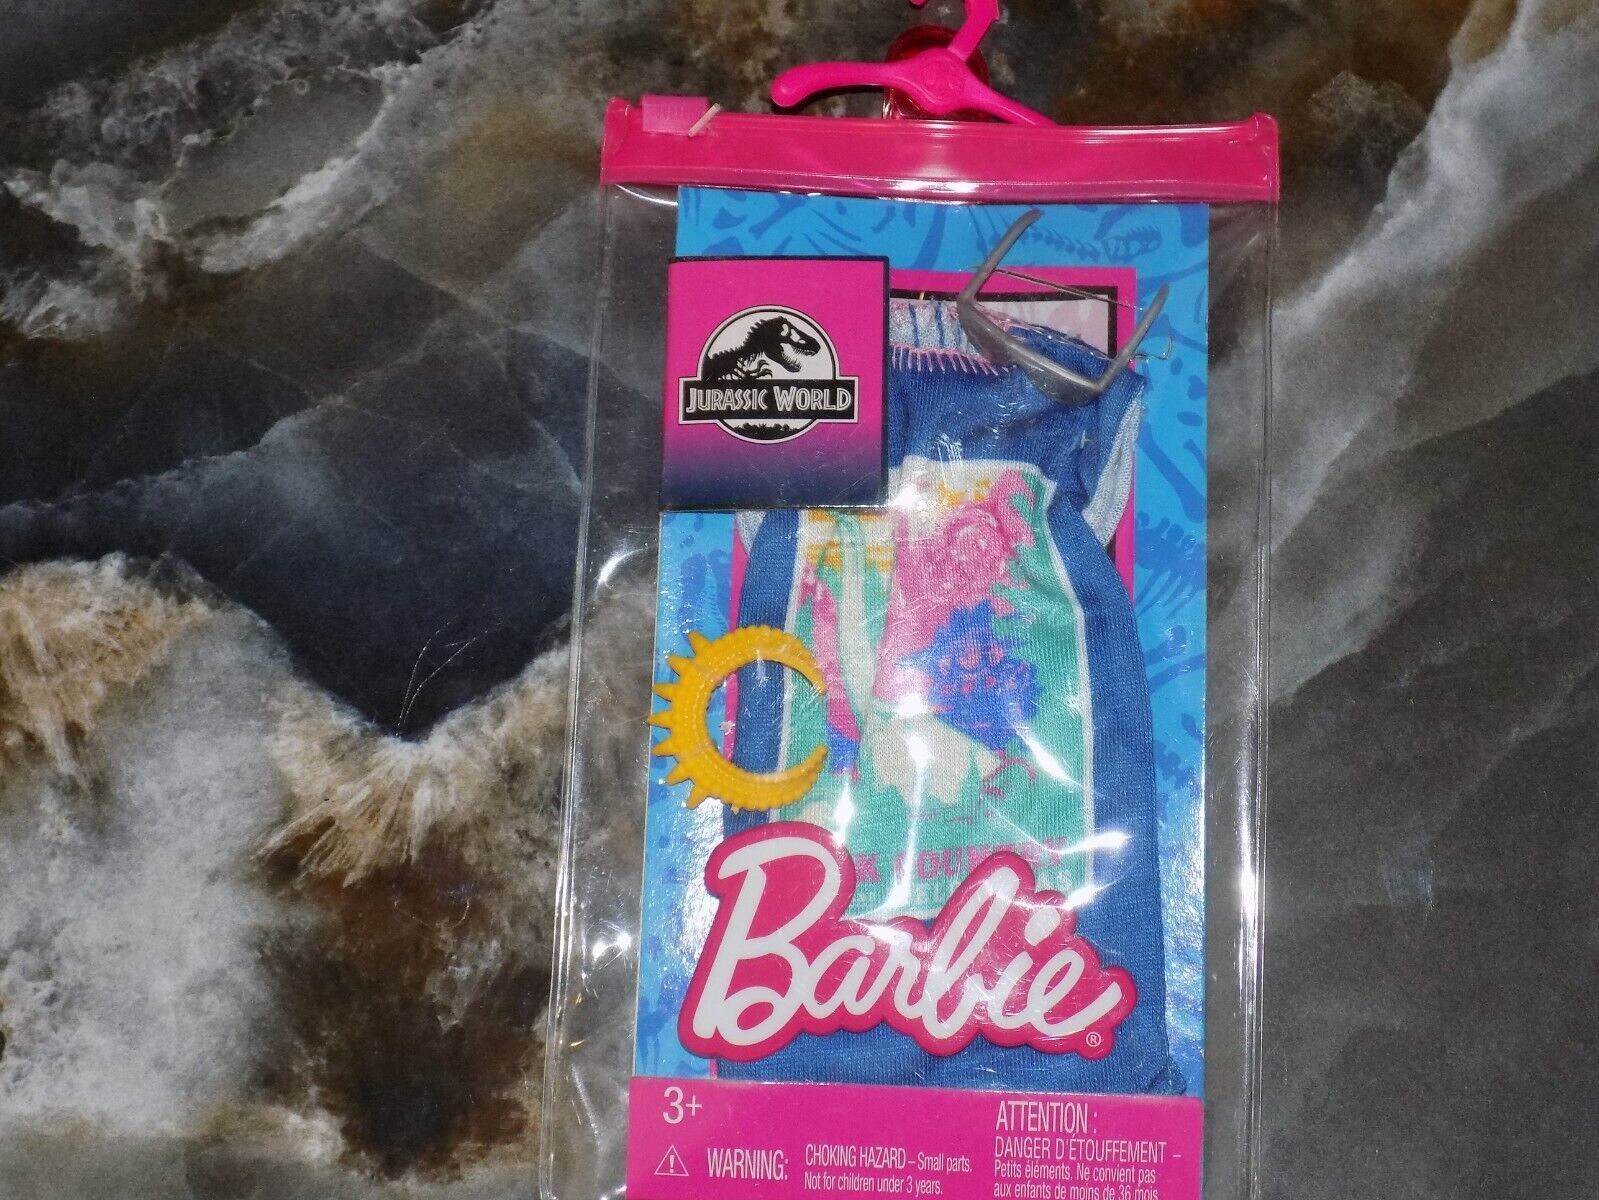 JURASSIC WORLD
Barbie®
3+
WARNING:
CHOKING HAZARD – Small parts.
Not for children under 3 years.
ATTENTION :
DANGER D'ÉTOUFFEMENT –
Petits éléments. Ne convient pas
aux enfants de moins de 36 mois